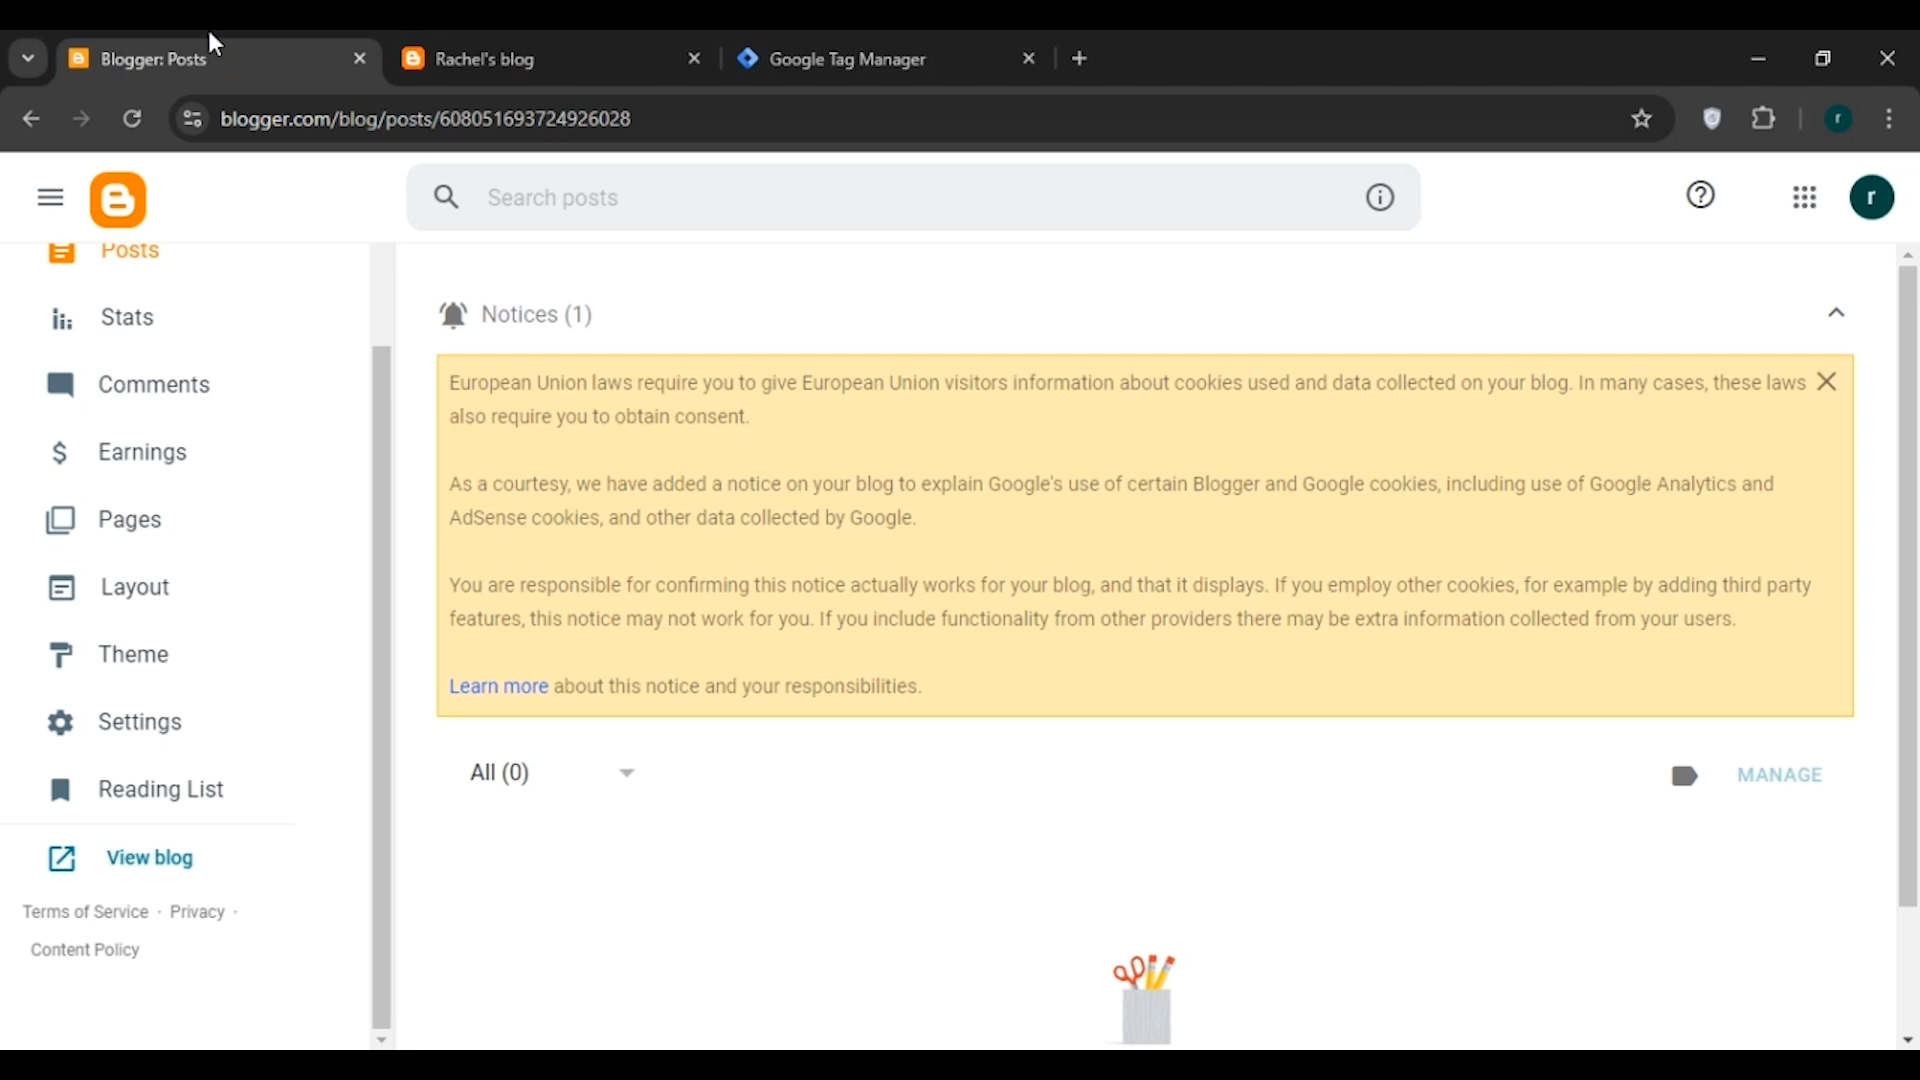 Blogger: Posts
Rachel's blog
Google Tag Manager
blogger.com/blog/posts/608051693724926028
r
Search posts
r
Posts
Stats
Comments
Earnings
Pages
Layout
Theme
Settings
Reading List
View blog
Terms of Service · Privacy ·
Content Policy
Notices (1)
European Union laws require you to give European Union visitors information about cookies used and data collected on your blog. In many cases, these laws
also require you to obtain consent.
As a courtesy, we have added a notice on your blog to explain Google's use of certain Blogger and Google cookies, including use of Google Analytics and
AdSense cookies, and other data collected by Google.
You are responsible for confirming this notice actually works for your blog, and that it displays. If you employ other cookies, for example by adding third party
features, this notice may not work for you. If you include functionality from other providers there may be extra information collected from your users.
Learn more about this notice and your responsibilities.
All (0)
MANAGE